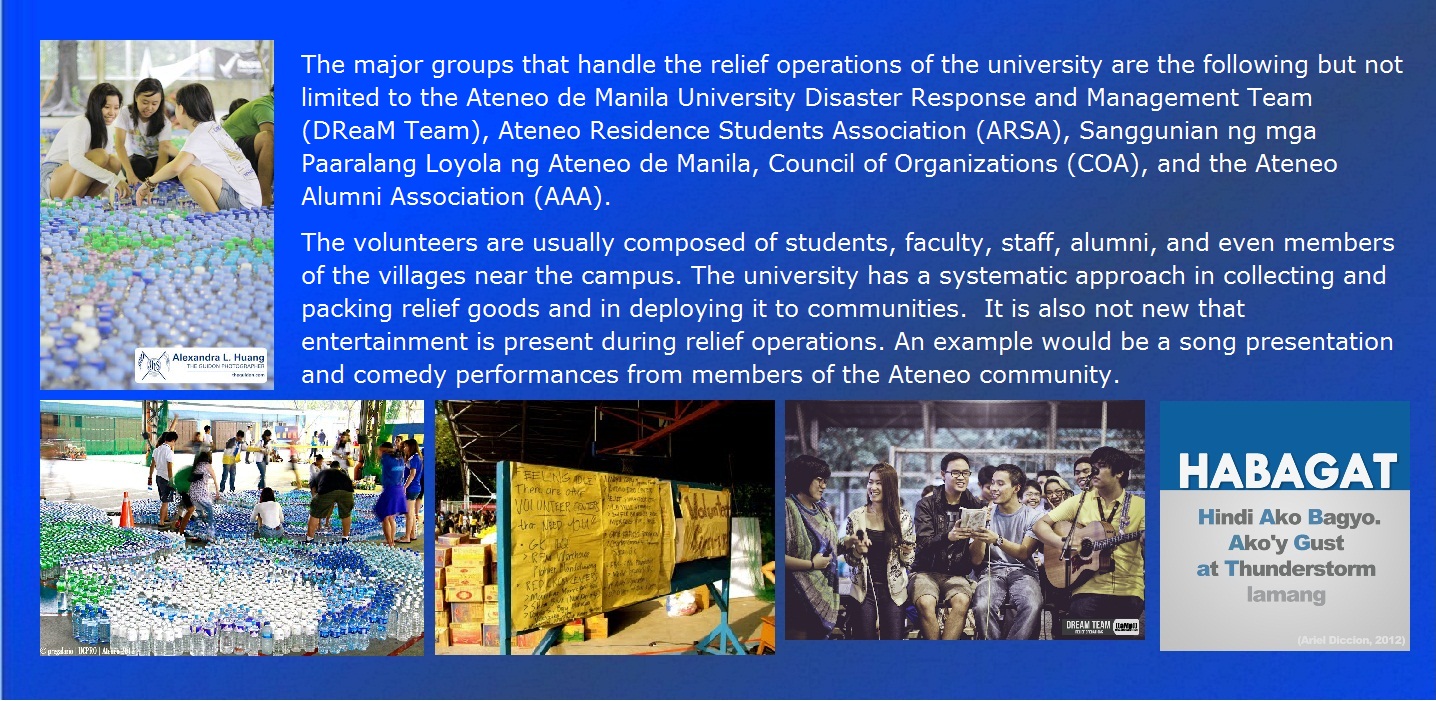 The major groups that handle the relief operations of the university are the following but not
limited to the Ateneo de Manila University Disaster Response and Management Team
(DReaM Team), Ateneo Residence Students Association (ARSA), Sanggunian ng mga
Paaralang Loyola ng Ateneo de Manila, Council of Organizations (COA), and the Ateneo
Alumni Association (AAA).
The volunteers are usually composed of students, faculty, staff, alumni, and even members
of the villages near the campus. The university has a systematic approach in collecting and
packing relief goods and in deploying it to communities.  It is also not new that
entertainment is present during relief operations. An example would be a song presentation
and comedy performances from members of the Ateneo community.
Alexandra L. Huang
THE GUIDON PHOTOGRAPHER
theguidon.com
FEELING ABLE?
There are other
VOLUNTEER
the NEED YOU!
DREAM TEAM
HABAGAT
Hindi Ako Bagyo.
Ako'y Gust
at Thunderstorm
lamang
(Ariel Diccion, 2012)